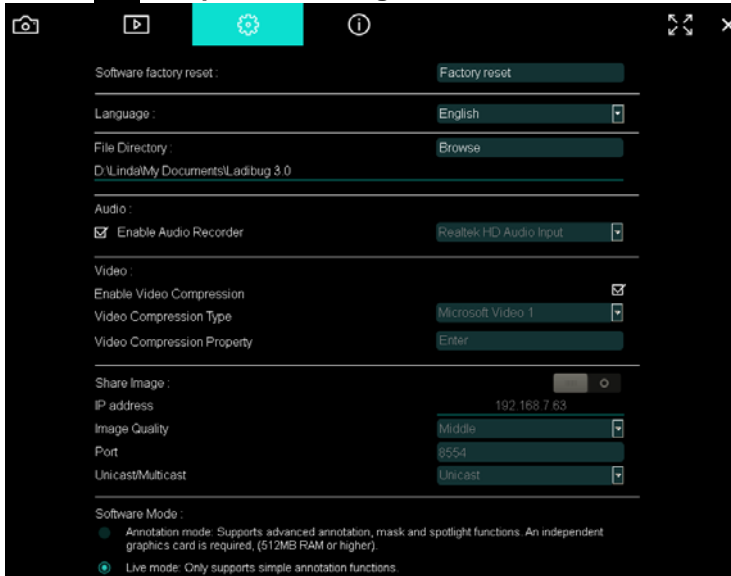 Software factory reset : Factory reset
Language : English
File Directory : Browse
D:\Linda\My Documents\Ladibug 3.0
Audio :
Enable Audio Recorder Realtek HD Audio Input
Video :
Enable Video Compression
Video Compression Type Microsoft Video 1
Video Compression Property Enter
Share Image :
IP address 192.168.7.63
Image Quality Middle
Port 8554
Unicast/Multicast Unicast
Software Mode :
Annotation mode: Supports advanced annotation, mask and spotlight functions. An independent
graphics card is required, (512MB RAM or higher).
Live mode: Only supports simple annotation functions.